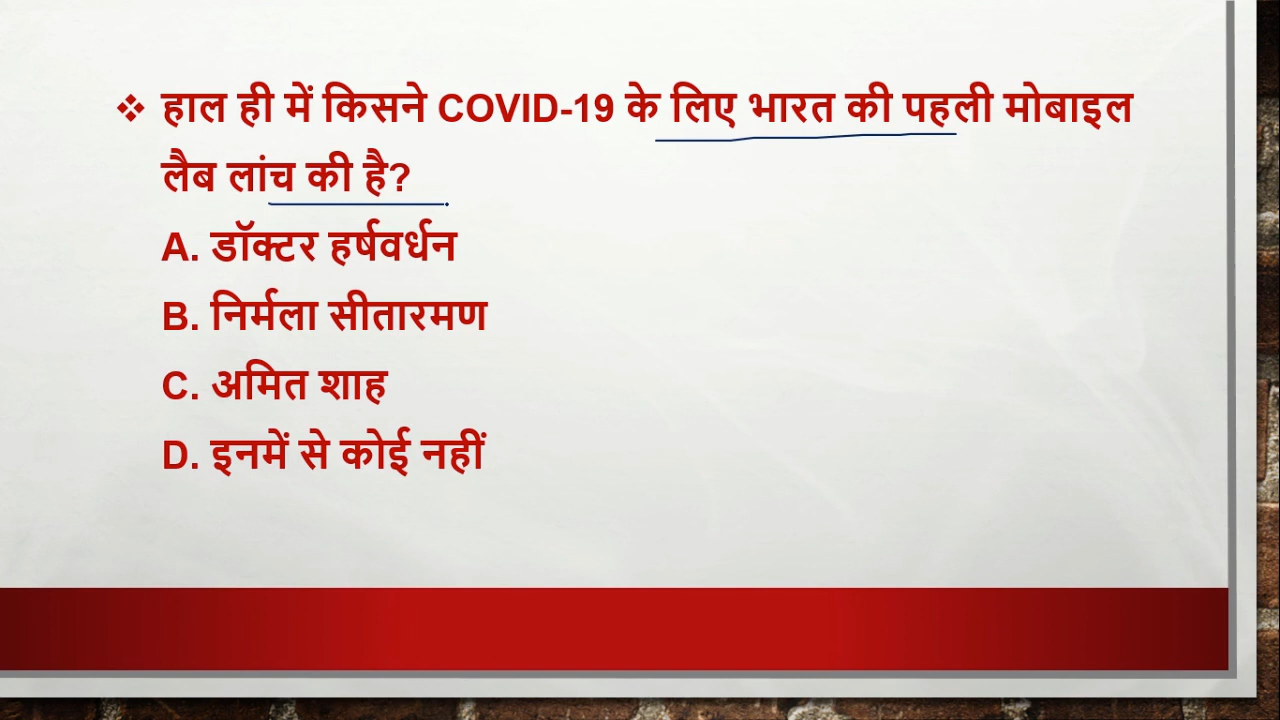 ❖ हाल ही में किसने COVID-19 के लिए भारत की पहली मोबाइल
लैब लांच की है?
A. डॉक्टर हर्षवर्धन
B. निर्मला सीतारमण
C. अमित शाह
D. इनमें से कोई नहीं